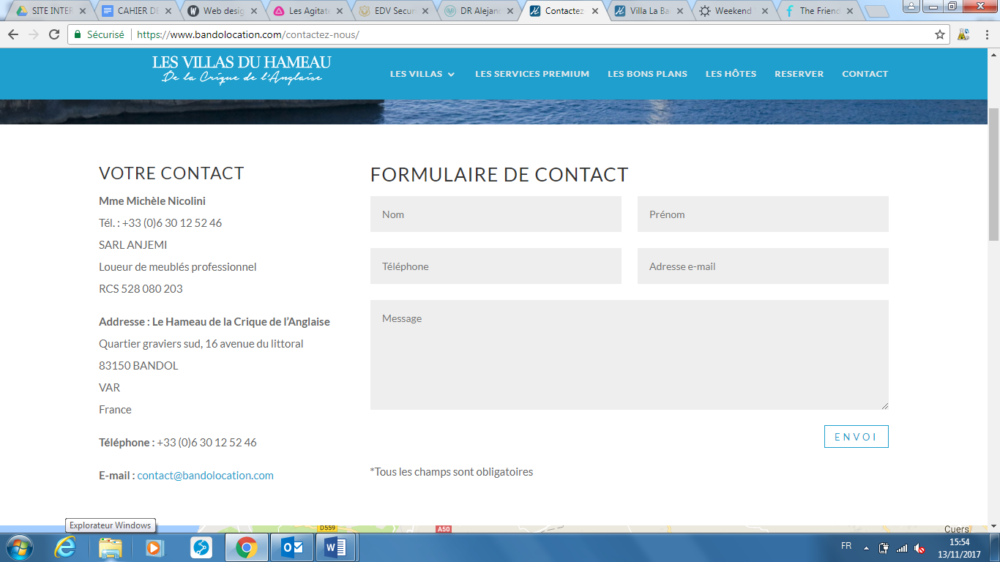 SITE INTER
CAHIER DE
Web desig
Les Agitate
EDV Secur
DR Alejan
Contactez
Villa La Ba
Weekend
The Friend
Sécurisé
https://www.bandolocation.com/contactez-nous/
LES VILLAS DU HAMEAU
De la Crique de l'Anglaise
LES VILLAS
LES SERVICES PREMIUM
LES BONS PLANS
LES HÔTES
RESERVER
CONTACT
VOTRE CONTACT
Mme Michèle Nicolini
Tél. : +33 (0)6 30 12 52 46
SARL ANJEMI
Loueur de meublés professionnel
RCS 528 080 203
Addresse : Le Hameau de la Crique de l'Anglaise
Quartier graviers sud, 16 avenue du littoral
83150 BANDOL
VAR
France
Téléphone : +33 (0)6 30 12 52 46
E-mail : contact@bandolocation.com
FORMULAIRE DE CONTACT
Nom
Prénom
Téléphone
Adresse e-mail
Message
ENVOI
*Tous les champs sont obligatoires
D559
A50
Cuers
Explorateur Windows
FR
15:54
13/11/2017